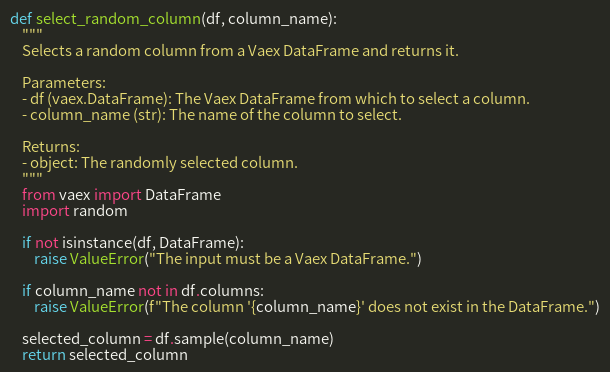 def select_random_column(df, column_name):
    """
    Selects a random column from a Vaex DataFrame and returns it.

    Parameters:
    - df (vaex.DataFrame): The Vaex DataFrame from which to select a column.
    - column_name (str): The name of the column to select.

    Returns:
    - object: The randomly selected column.
    """
    from vaex import DataFrame
    import random

    if not isinstance(df, DataFrame):
        raise ValueError("The input must be a Vaex DataFrame.")

    if column_name not in df.columns:
        raise ValueError(f"The column '{column_name}' does not exist in the DataFrame.")

    selected_column = df.sample(column_name)
    return selected_column